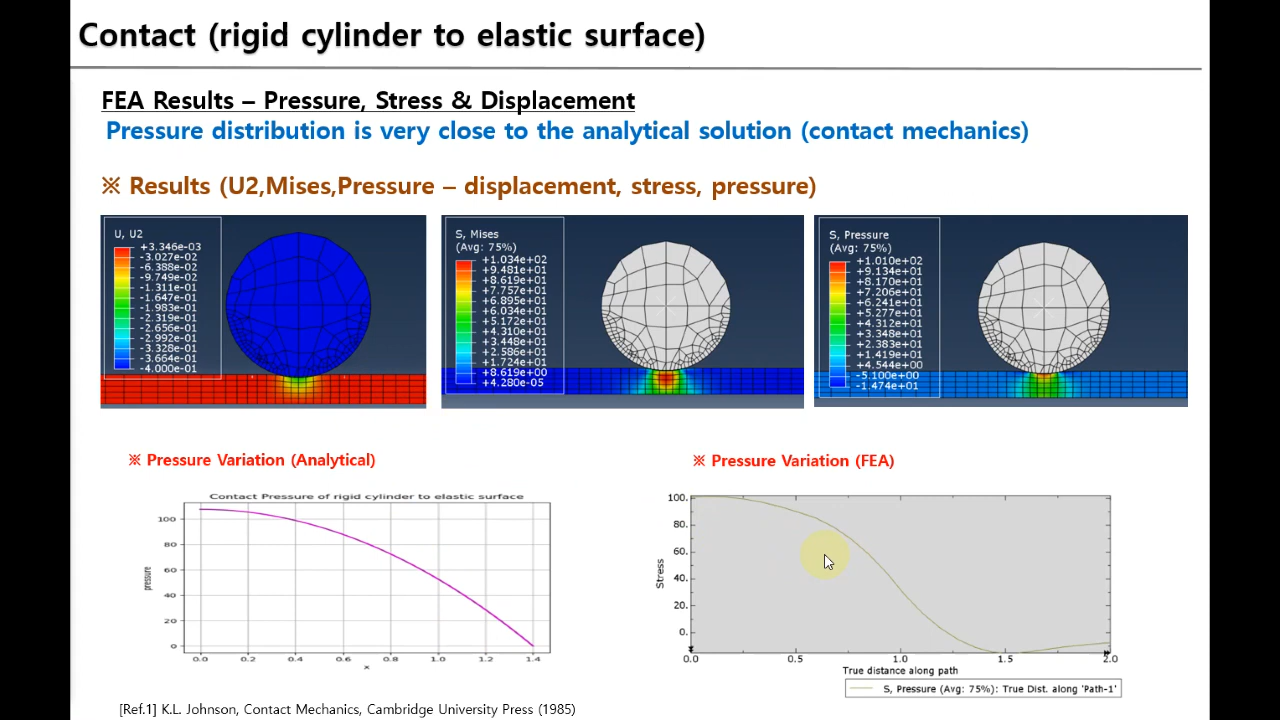 Contact (rigid cylinder to elastic surface)
FEA Results – Pressure, Stress & Displacement
Pressure distribution is very close to the analytical solution (contact mechanics)
※ Results (U2,Mises,Pressure – displacement, stress, pressure)
U, U2
+3.346e-03
-3.027e-02
-6.388e-02
-9.749e-02
-1.311e-01
-1.647e-01
-1.983e-01
-2.319e-01
-2.656e-01
-2.992e-01
-3.328e-01
-3.664e-01
-4.000e-01
S, Mises
(Avg: 75%)
+1.034e+02
+9.481e+01
+8.619e+01
+7.757e+01
+6.895e+01
+6.034e+01
+5.172e+01
+4.310e+01
+3.448e+01
+2.586e+01
+1.724e+01
+8.619e+00
+4.280e-05
S, Pressure
(Avg: 75%)
+1.010e+02
+9.134e+01
+8.170e+01
+7.206e+01
+6.241e+01
+5.277e+01
+4.312e+01
+3.348e+01
+2.383e+01
+1.419e+01
+4.544e+00
-5.100e+00
-1.474e+01
※ Pressure Variation (Analytical)
Contact Pressure of rigid cylinder to elastic surface
pressure
100
80
60
40
20
0
0.0 0.2 0.4 0.6 0.8 1.0 1.2 1.4
x
※ Pressure Variation (FEA)
Stress
100.
80.
60.
40.
20.
0.
0.0 0.5 1.0 1.5 2.0
True distance along path
S, Pressure (Avg: 75%): True Dist. along 'Path-1'
[Ref.1] K.L. Johnson, Contact Mechanics, Cambridge University Press (1985)